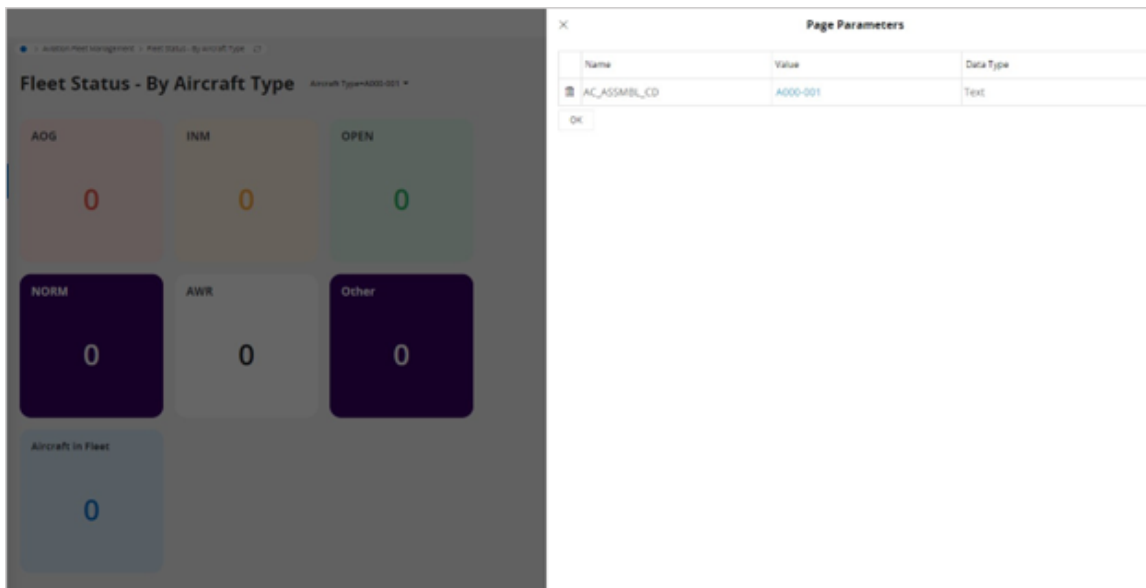 Aviation Fleet Management > Fleet Status - By Aircraft Type
Fleet Status - By Aircraft Type
Aircraft Type=A000-001
AOG
INM
OPEN
0
0
0
NORM
AWR
Other
0
0
0
Aircraft in Fleet
0
Page Parameters
Name Value Data Type
AC_ASSMBL_CD A000-001 Text
OK